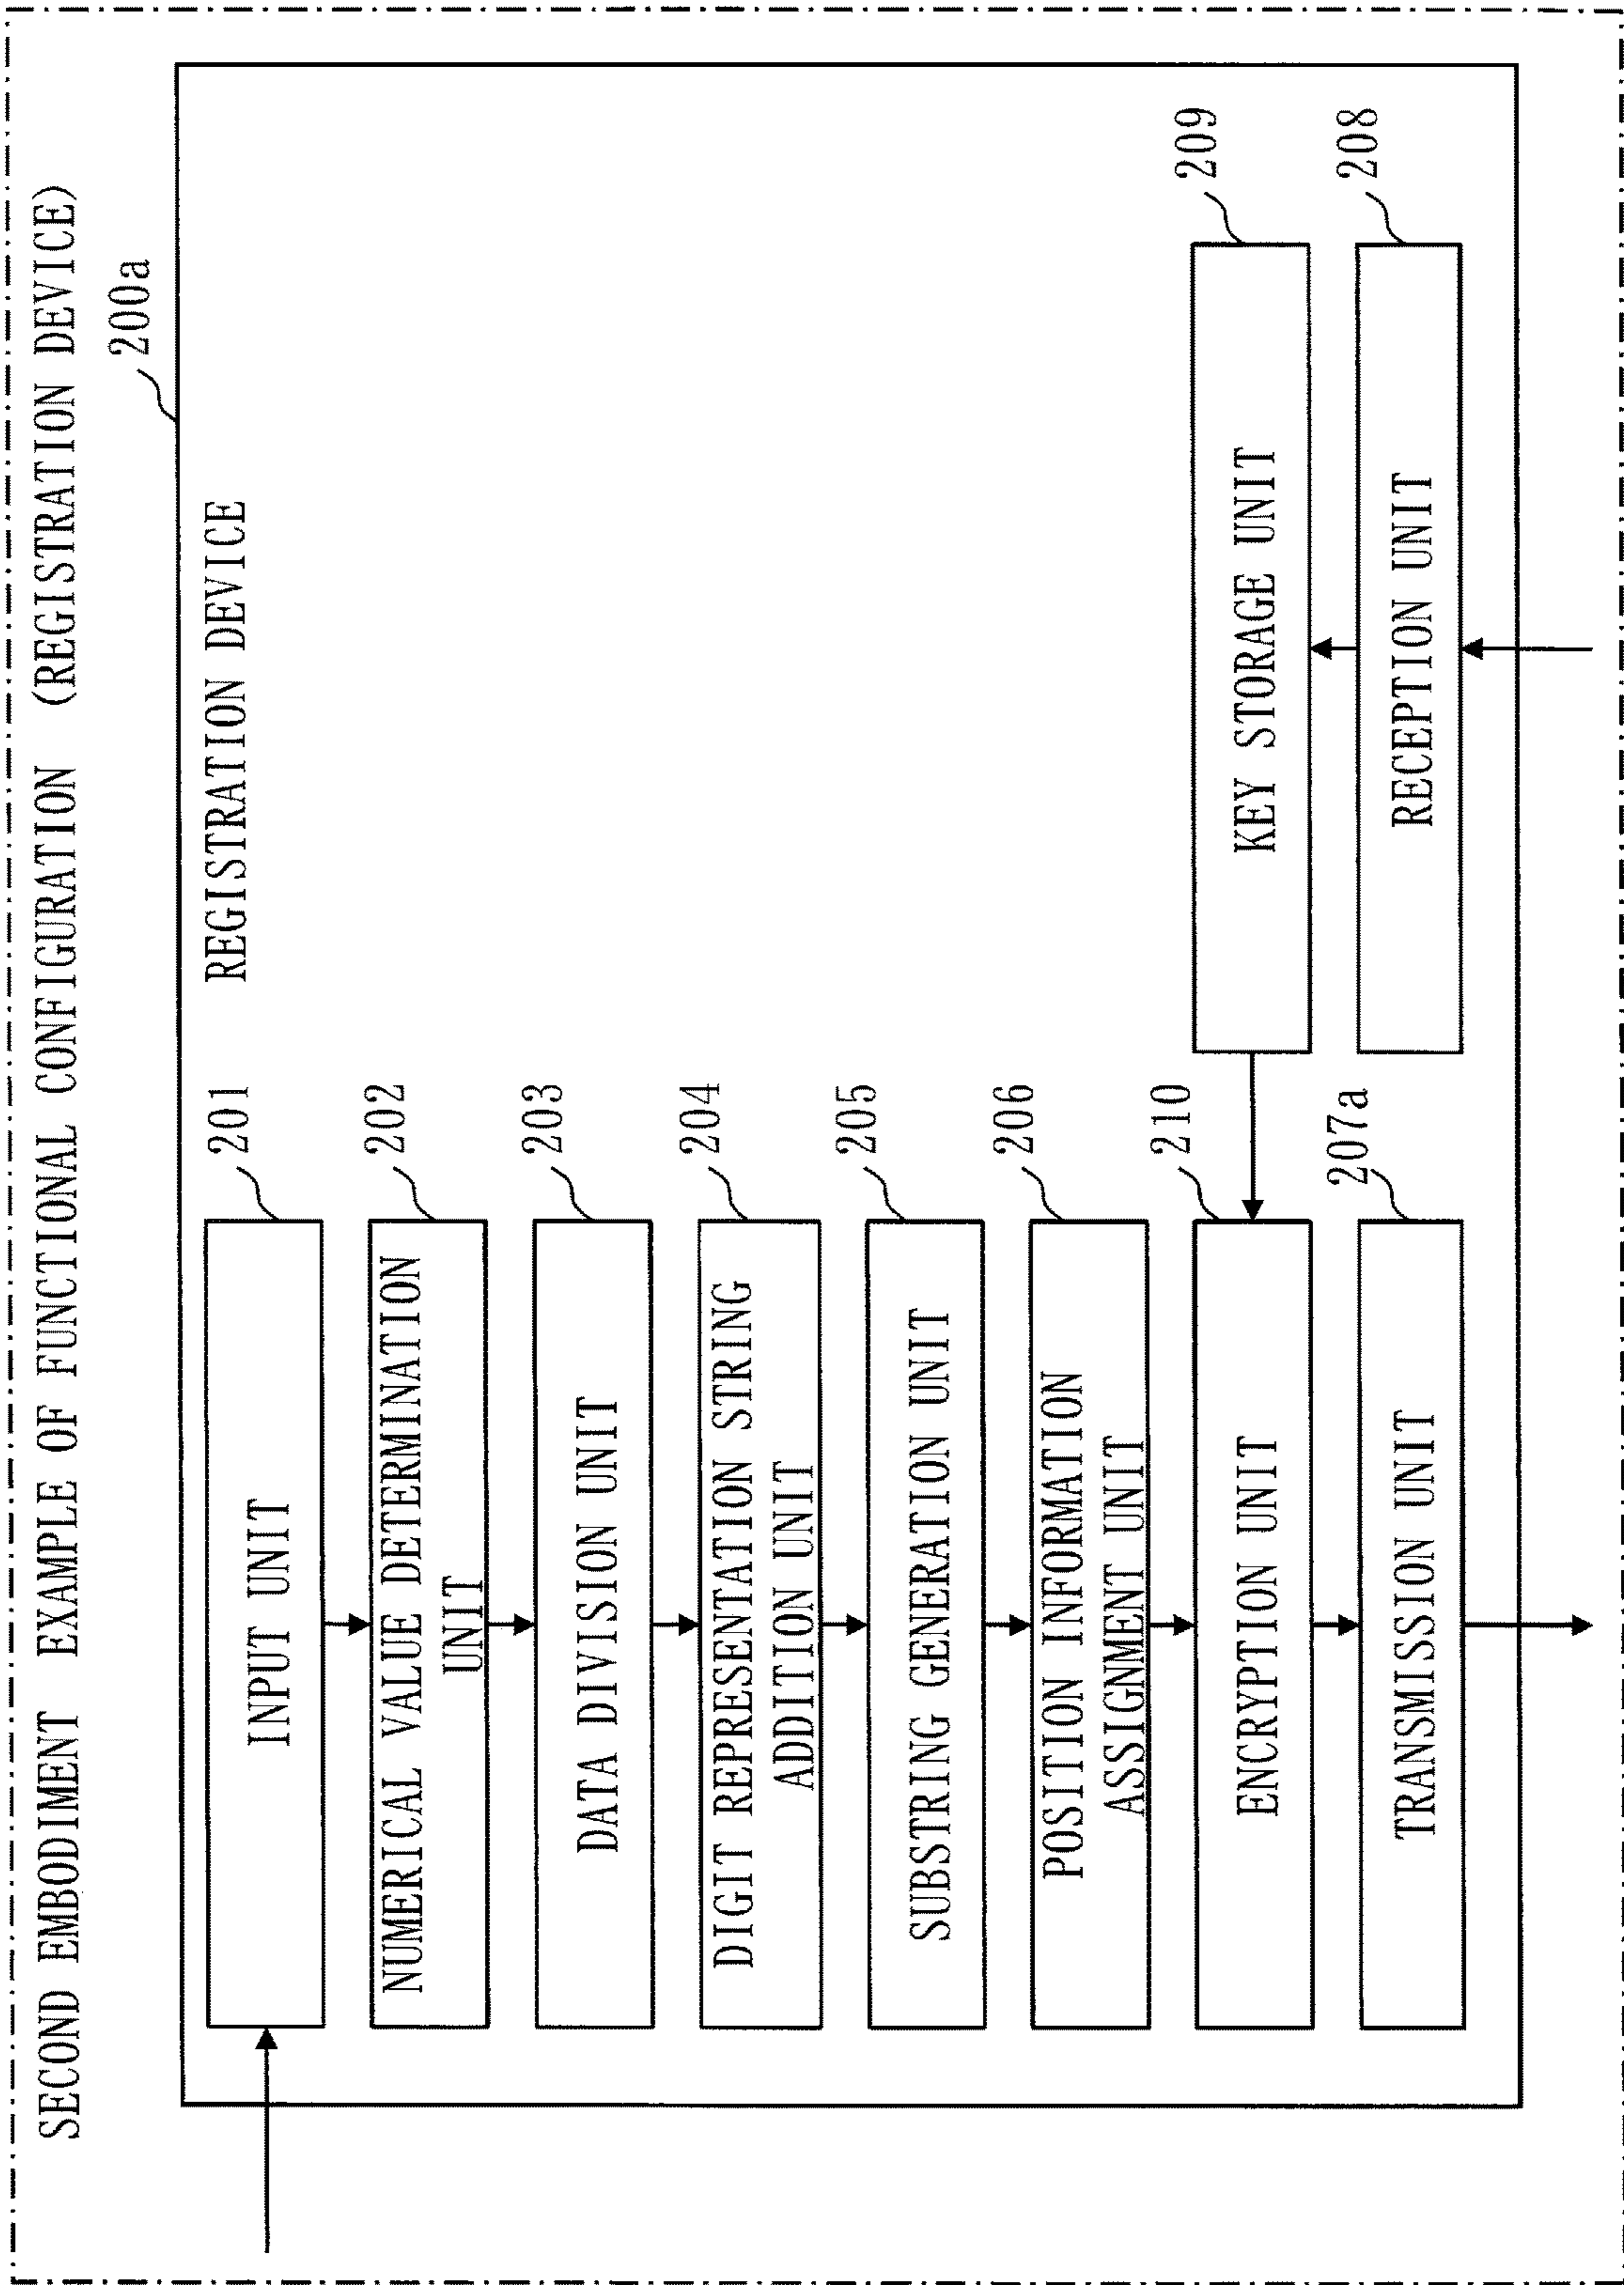 SECOND EMBODIMENT EXAMPLE OF FUNCTIONAL CONFIGURATION (REGISTRATION DEVICE)
200a
REGISTRATION DEVICE
201
INPUT UNIT
202
NUMERICAL VALUE DETERMINATION
UNIT
203
DATA DIVISION UNIT
204
DIGIT REPRESENTATION STRING
ADDITION UNIT
205
SUBSTRING GENERATION UNIT
206
POSITION INFORMATION
ASSIGNMENT UNIT
210
ENCRYPTION UNIT
209
KEY STORAGE UNIT
207a
TRANSMISSION UNIT
208
RECEPTION UNIT